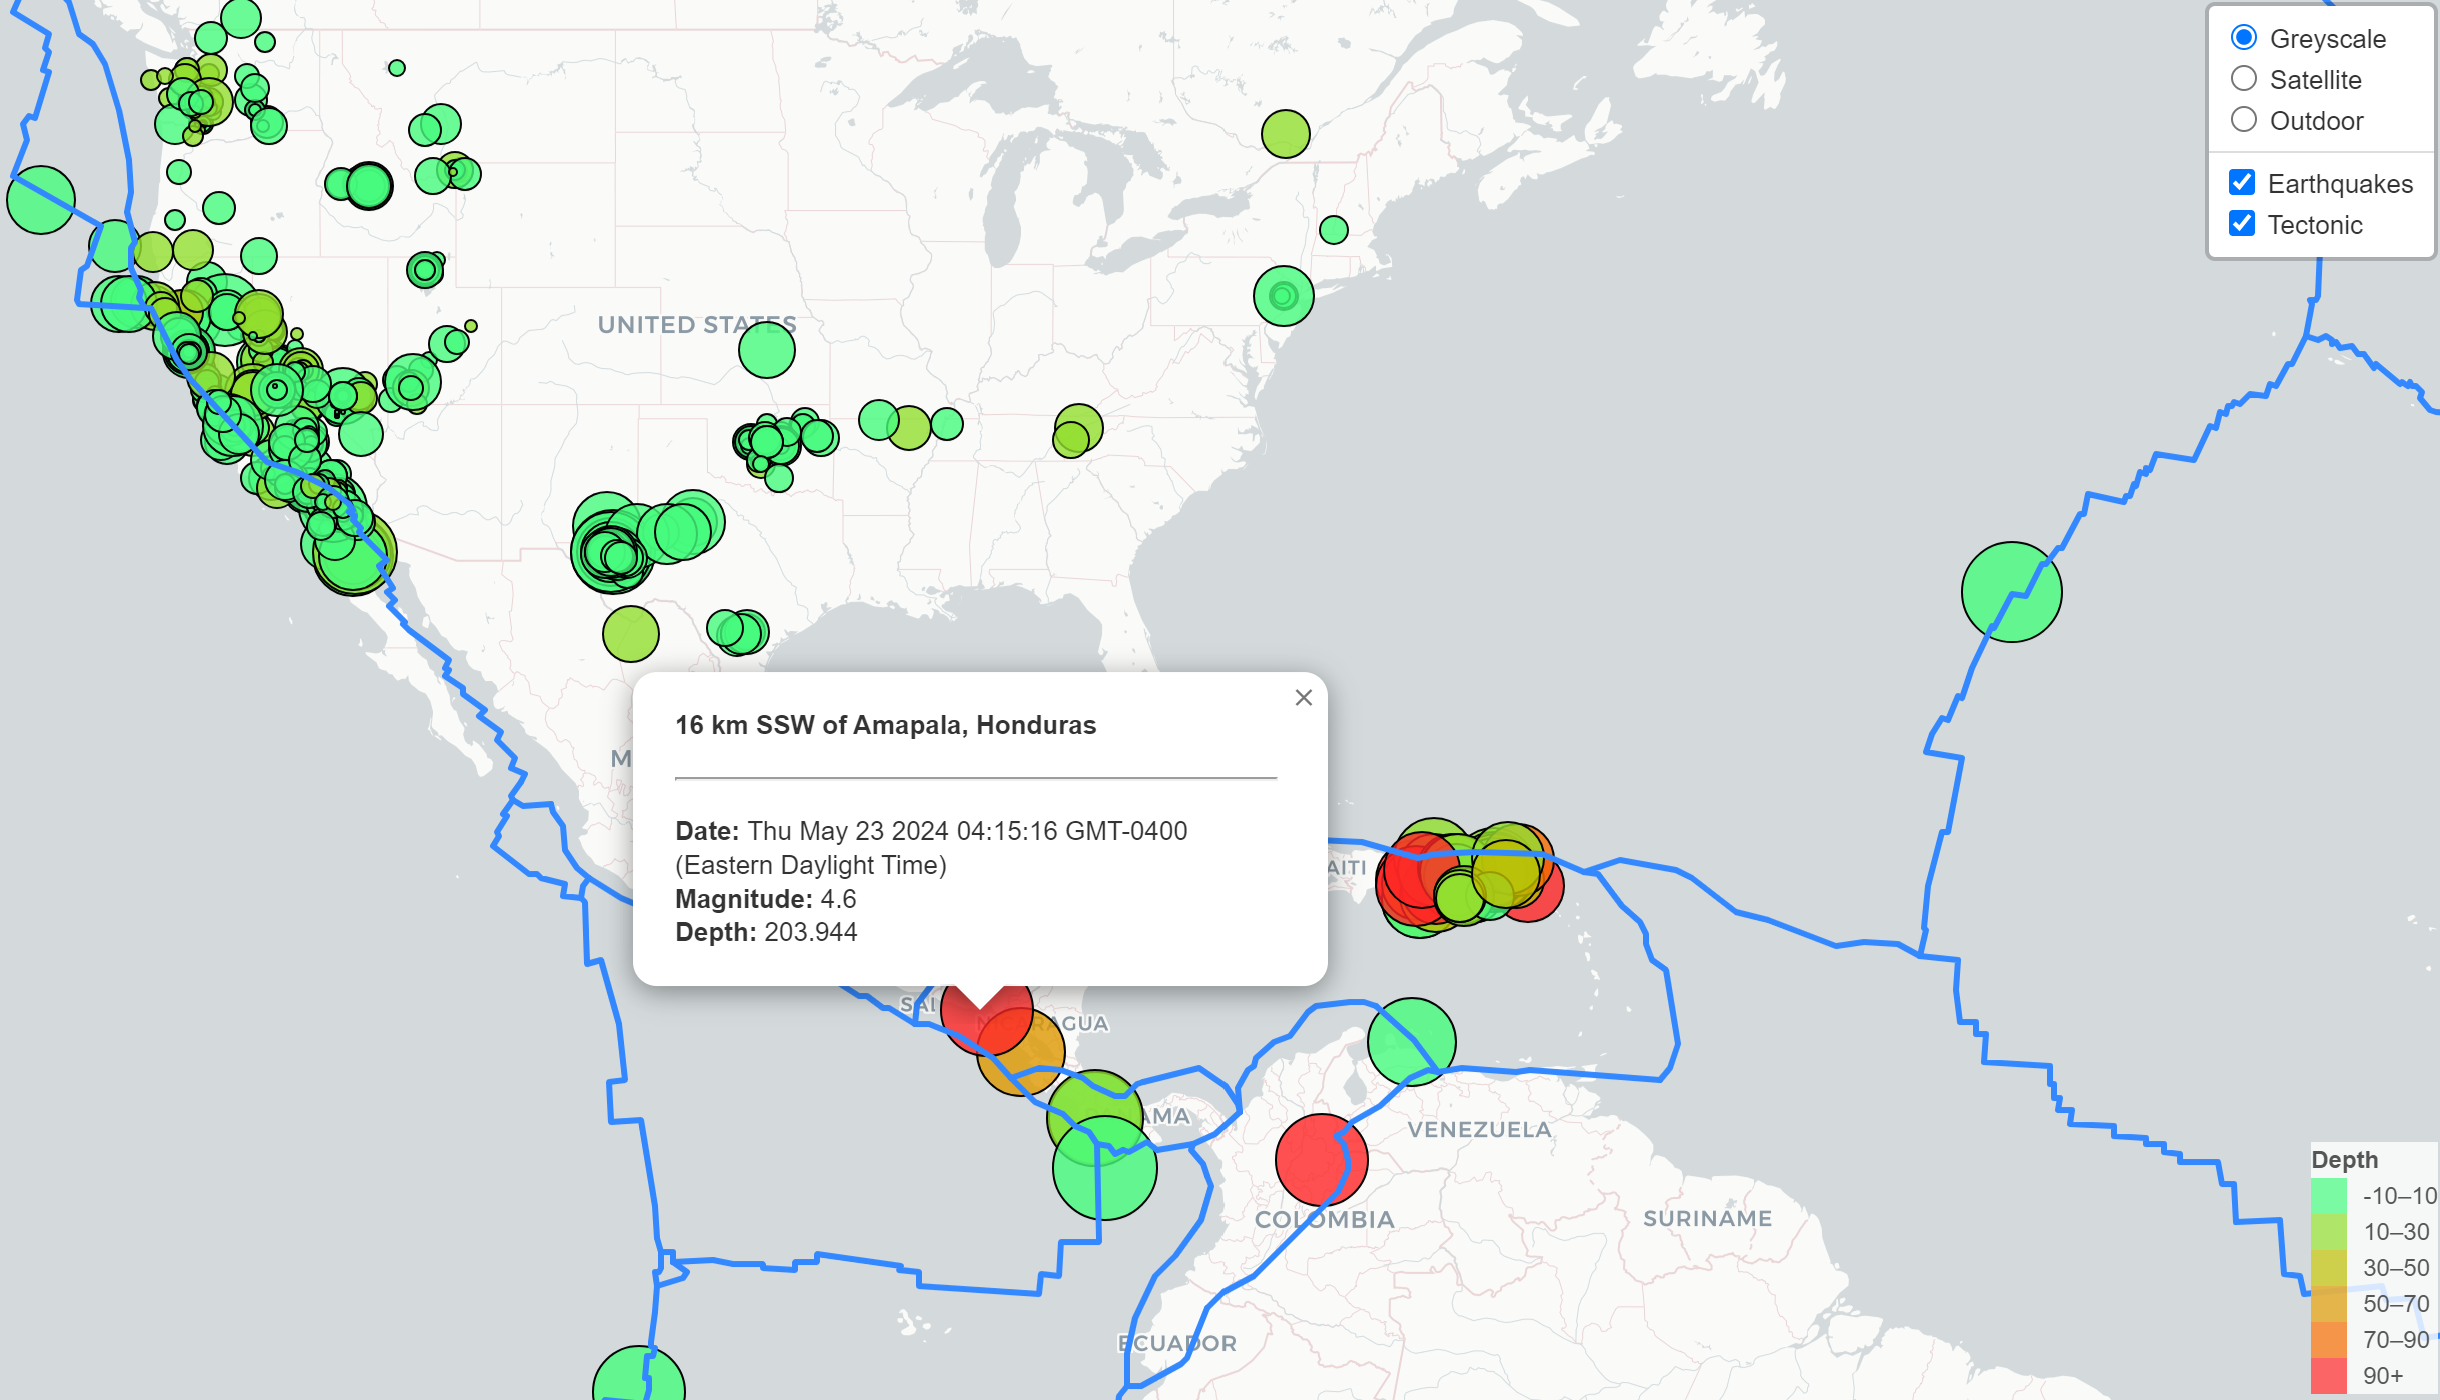 Greyscale
Satellite
Outdoor
Earthquakes
Tectonic
UNITED STATES
M
16 km SSW of Amapala, Honduras
×
Date: Thu May 23 2024 04:15:16 GMT-0400
(Eastern Daylight Time)
Magnitude: 4.6
Depth: 203.944
AITI
SAL
NICARAGUA
AMA
VENEZUELA
COLOMBIA
SURINAME
ECUADOR
Depth
-10–10
10–30
30–50
50–70
70–90
90+